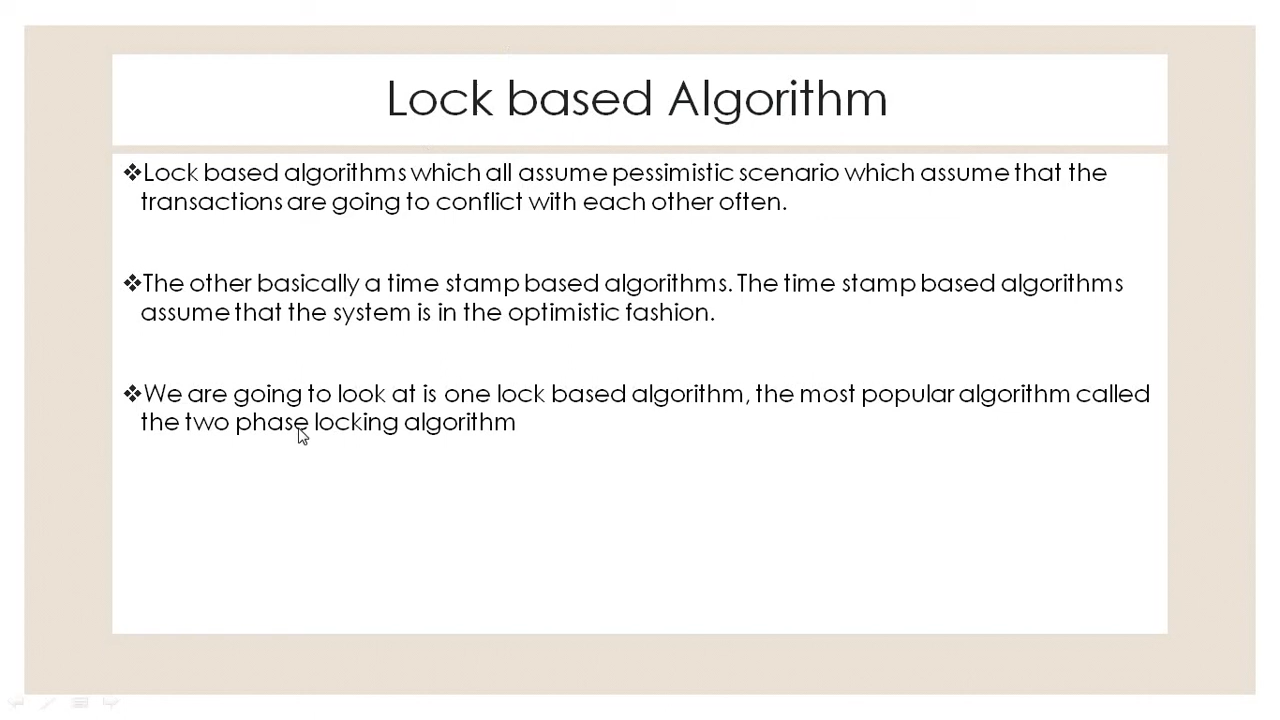 Lock based Algorithm
❖Lock based algorithms which all assume pessimistic scenario which assume that the
transactions are going to conflict with each other often.
❖The other basically a time stamp based algorithms. The time stamp based algorithms
assume that the system is in the optimistic fashion.
❖We are going to look at is one lock based algorithm, the most popular algorithm called
the two phase locking algorithm